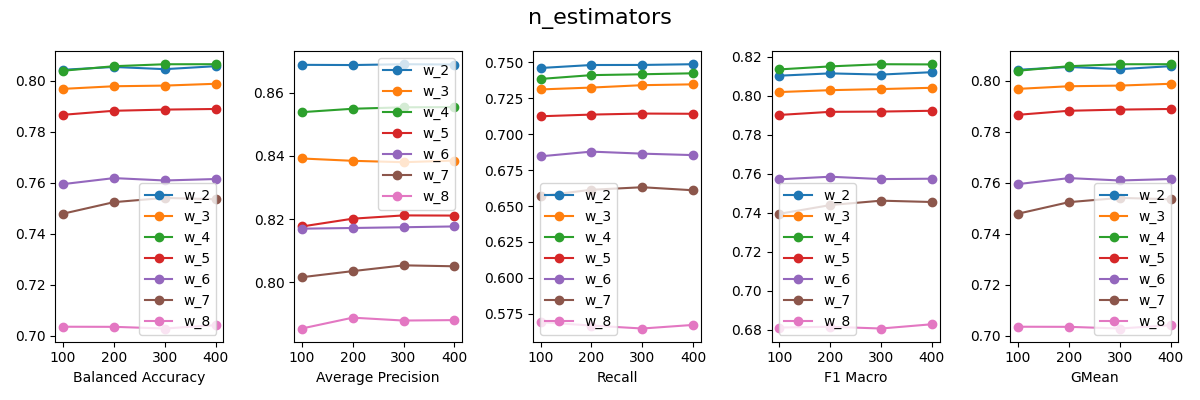 n_estimators
0.80
0.78
0.76
0.74
0.72
0.70
100 200 300 400
Balanced Accuracy
w_2
w_3
w_4
w_5
w_6
w_7
w_8
0.86
0.84
0.82
0.80
100 200 300 400
Average Precision
w_2
w_3
w_4
w_5
w_6
w_7
w_8
0.750
0.725
0.700
0.675
0.650
0.625
0.600
0.575
100 200 300 400
Recall
w_2
w_3
w_4
w_5
w_6
w_7
w_8
0.82
0.80
0.78
0.76
0.74
0.72
0.70
0.68
100 200 300 400
F1 Macro
w_2
w_3
w_4
w_5
w_6
w_7
w_8
0.80
0.78
0.76
0.74
0.72
0.70
100 200 300 400
GMean
w_2
w_3
w_4
w_5
w_6
w_7
w_8